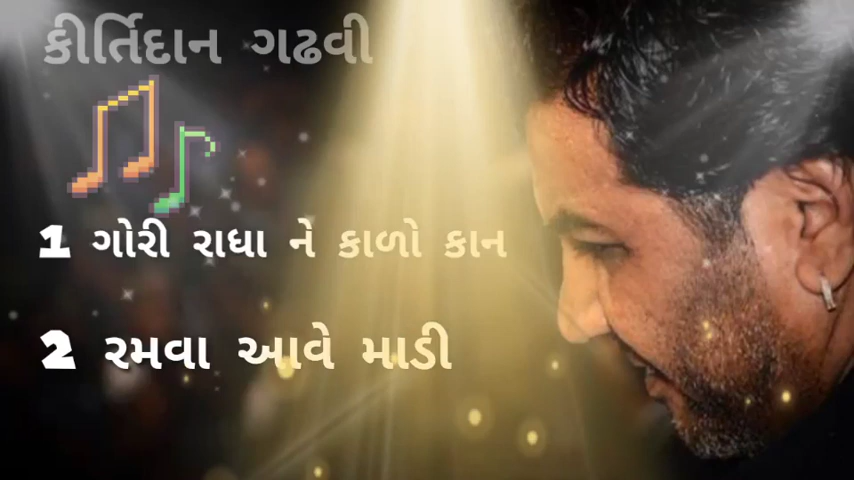 કીર્તિદાન ગઢવી
1 ગોરી રાધા ને કાળો કાન
2 રમવા આવે માડી